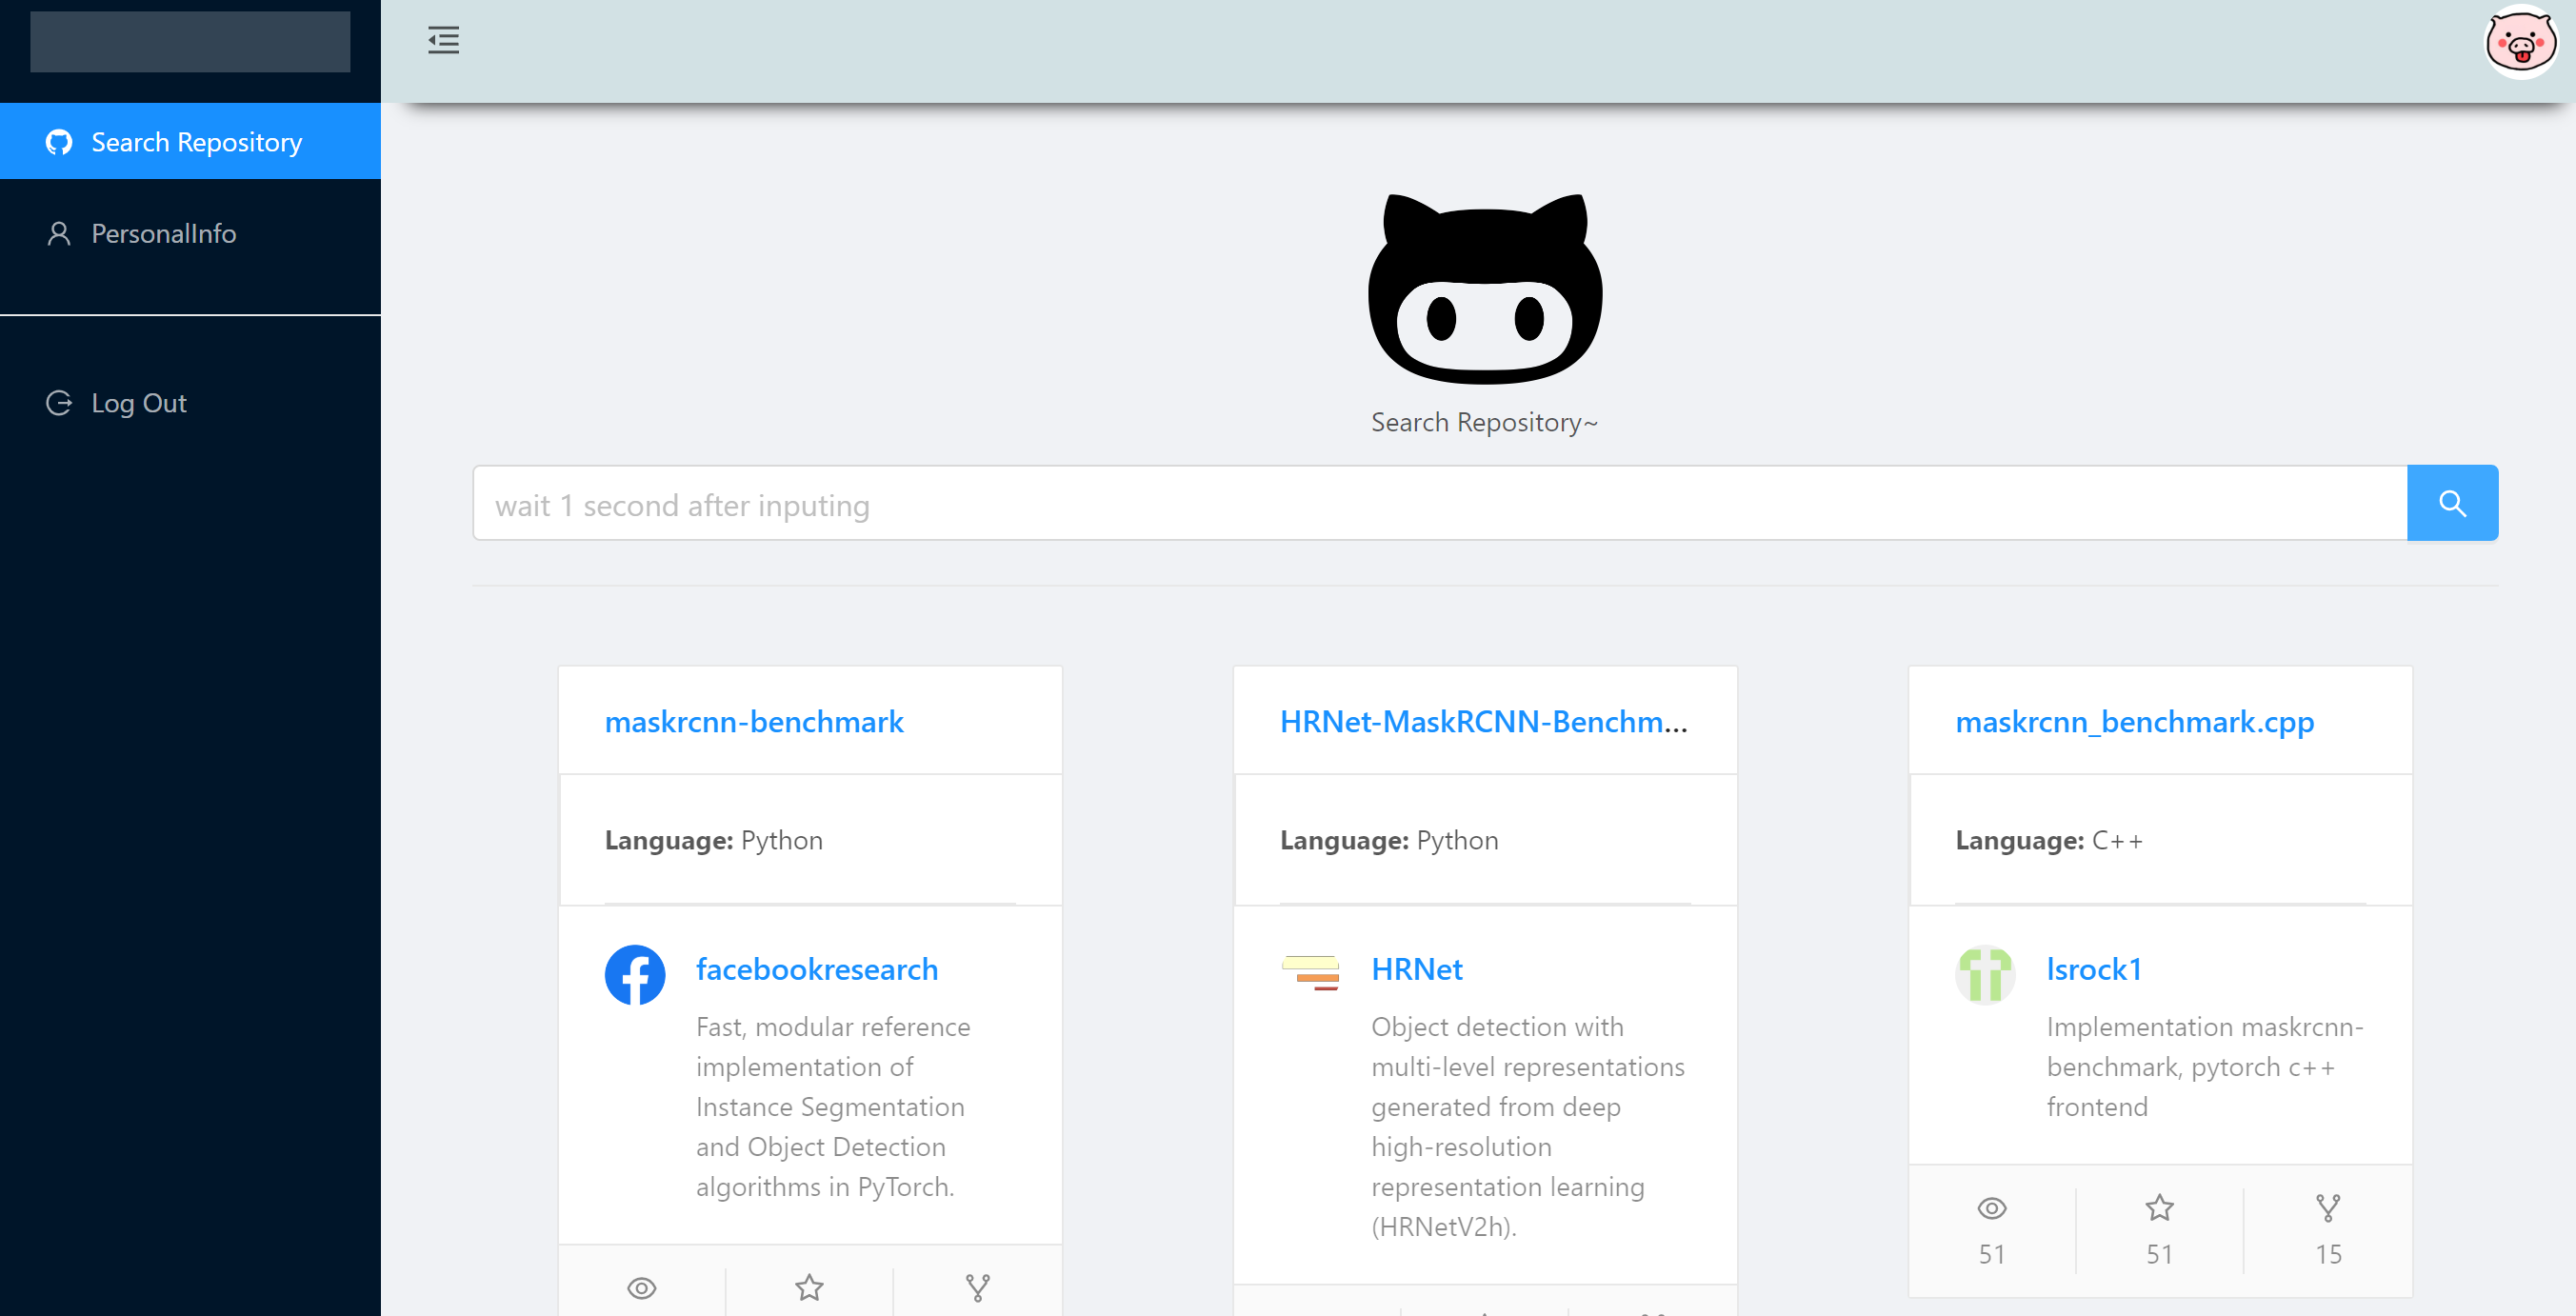 Search Repository
PersonalInfo
Log Out
Search Repository~
wait 1 second after inputing
maskrcnn-benchmark
Language: Python
facebookresearch
Fast, modular reference
implementation of
Instance Segmentation
and Object Detection
algorithms in PyTorch.
HRNet-MaskRCNN-Benchm...
Language: Python
HRNet
Object detection with
multi-level representations
generated from deep
high-resolution
representation learning
(HRNetV2h).
maskrcnn_benchmark.cpp
Language: C++
lsrock1
Implementation maskrcnn-
benchmark, pytorch c++
frontend
51
51
15